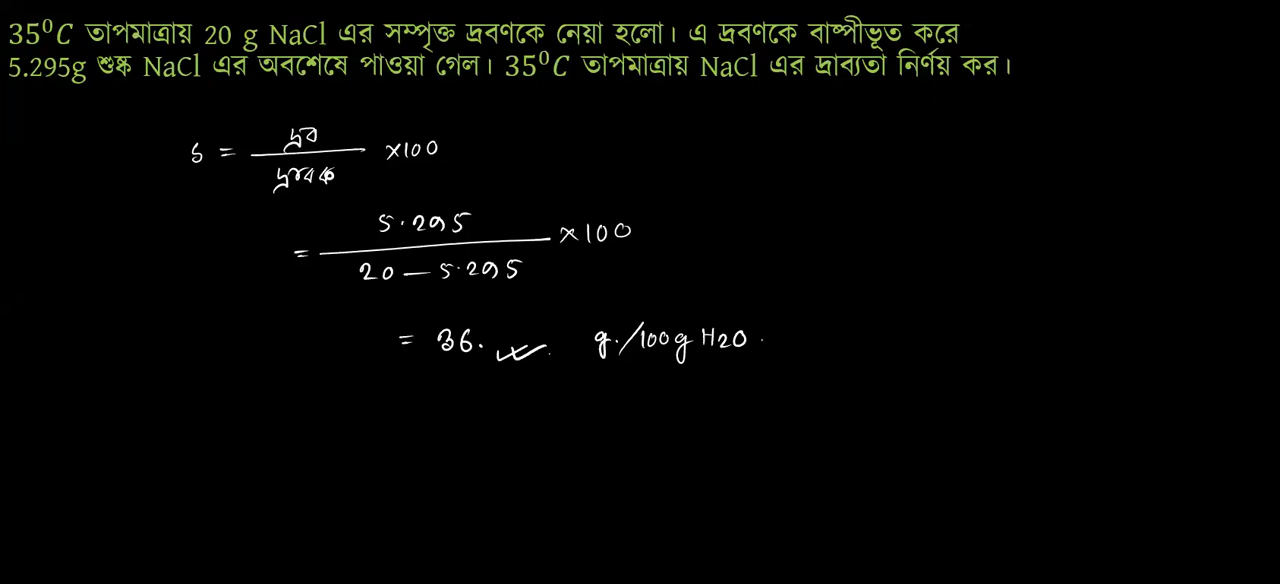 35⁰C তাপমাত্রায় 20 g NaCl এর সম্পৃক্ত দ্রবণকে নেয়া হলো। এ দ্রবণকে বাষ্পীভূত করে
5.295g শুষ্ক NaCl এর অবশেষে পাওয়া গেল। 35⁰C তাপমাত্রায় NaCl এর দ্রাব্যতা নির্ণয় কর।
S = দ্রব / দ্রাবক ×100
= 5.295 / 20 – 5.295 ×100
= 36. g./100g H2O.